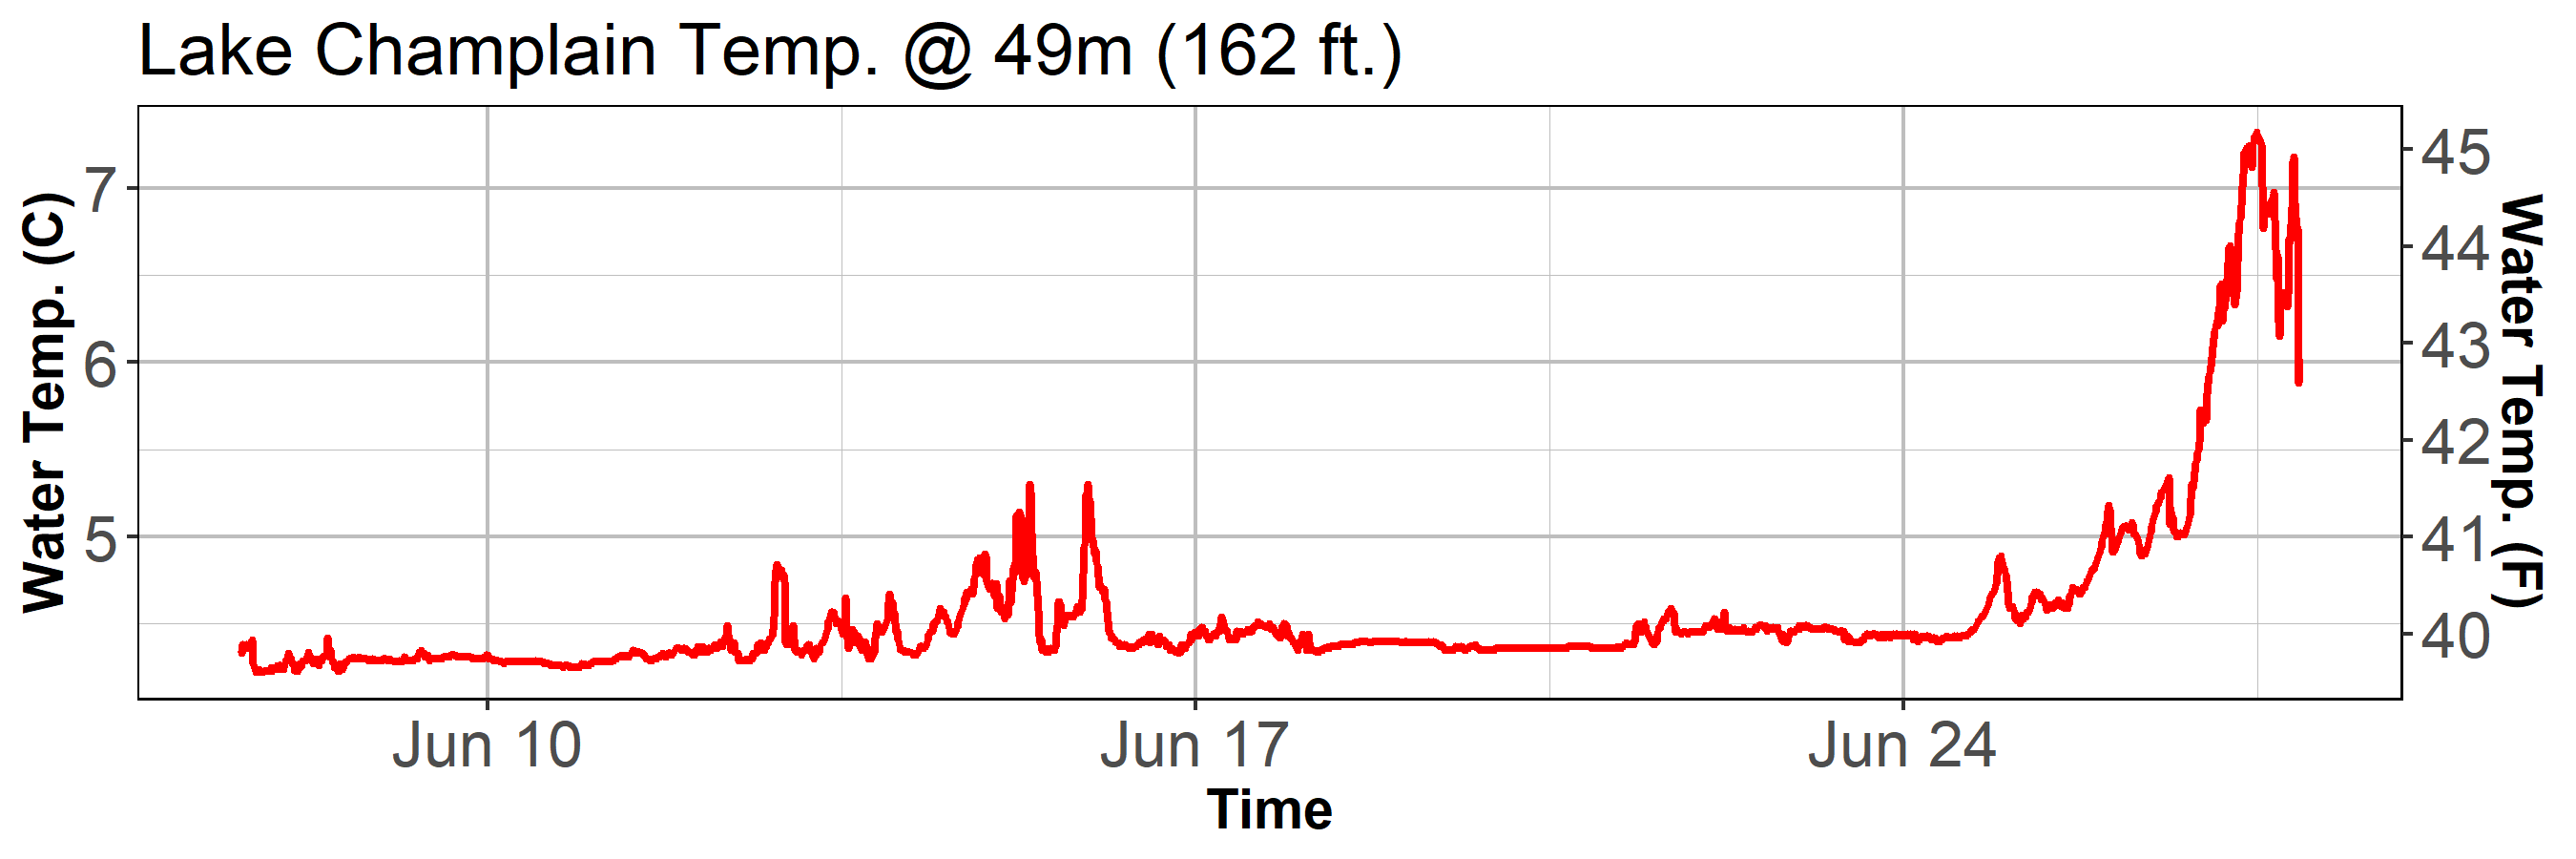 Lake Champlain Temp. @ 49m (162 ft.)
Water Temp. (C)
7
6
5
45
44
43
42
41
40
Water Temp. (F)
Jun 10
Jun 17
Jun 24
Time